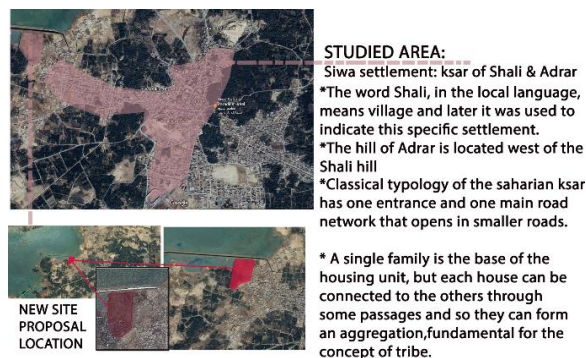 STUDIED AREA:
Siwa settlement: ksar of Shali & Adrar
*The word Shali, in the local language,
means village and later it was used to
indicate this specific settlement.
*The hill of Adrar is located west of the
Shali hill
*Classical typology of the saharian ksar
has one entrance and one main road
network that opens in smaller roads.
* A single family is the base of the
housing unit, but each house can be
connected to the others through
some passages and so they can form
an aggregation,fundamental for the
concept of tribe.
Google
NEW SITE
PROPOSAL
LOCATION